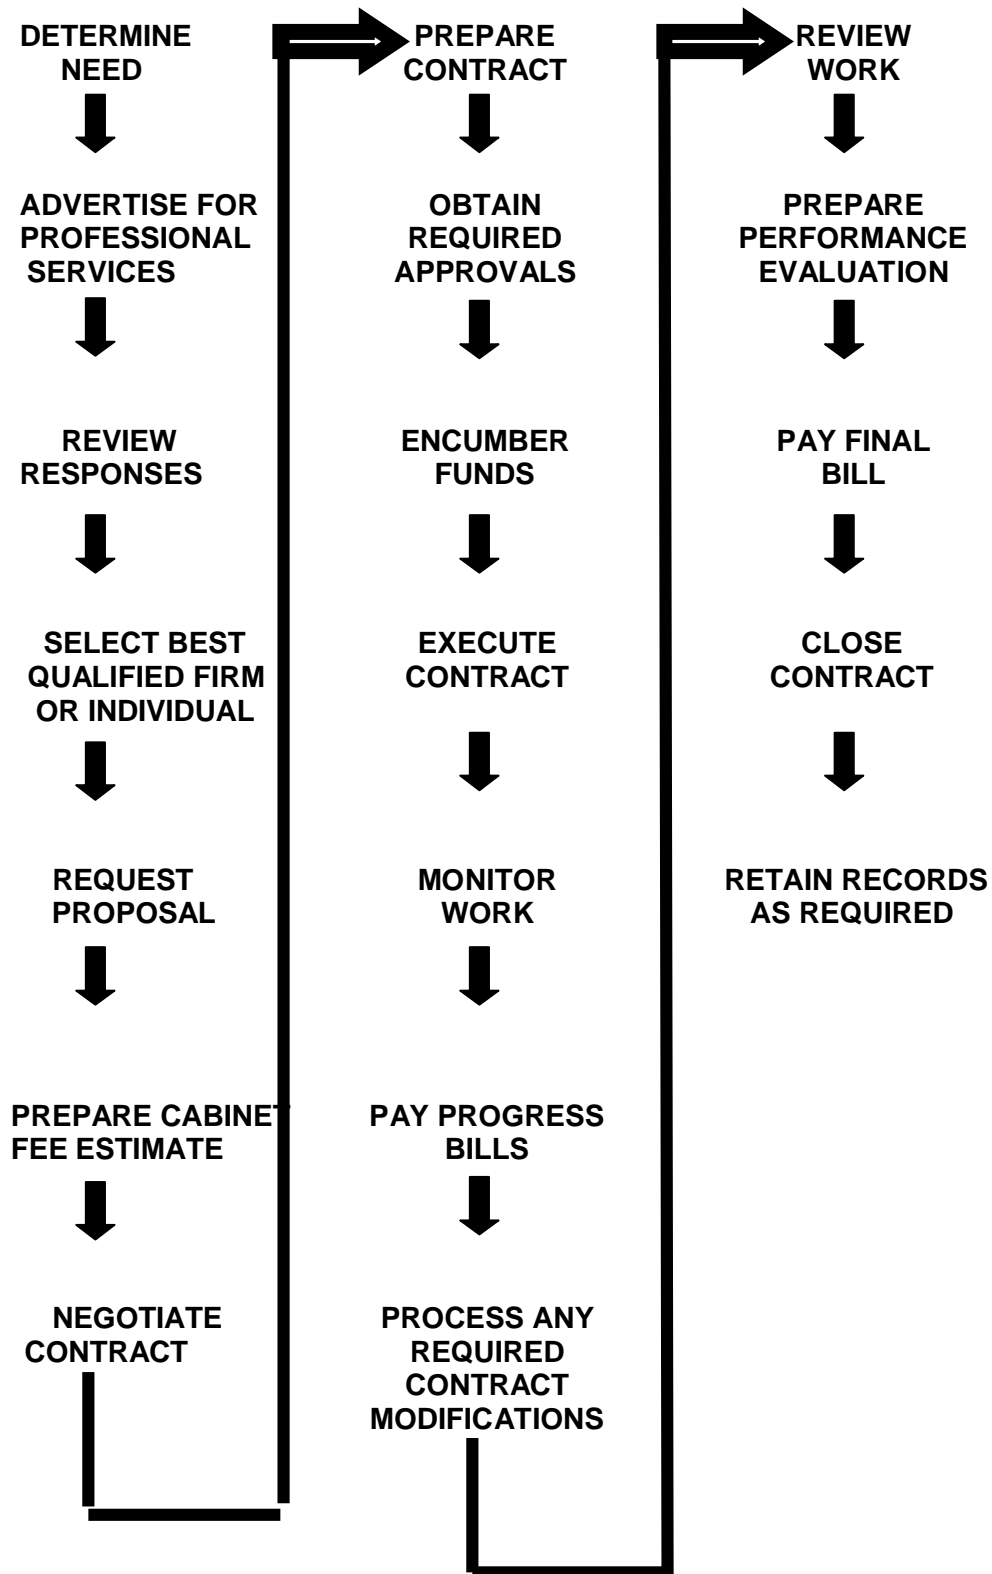 DETERMINE
NEED
ADVERTISE FOR
PROFESSIONAL
SERVICES
REVIEW
RESPONSES
SELECT BEST
QUALIFIED FIRM
OR INDIVIDUAL
REQUEST
PROPOSAL
PREPARE CABINET
FEE ESTIMATE
NEGOTIATE
CONTRACT
PREPARE
CONTRACT
OBTAIN
REQUIRED
APPROVALS
ENCUMBER
FUNDS
EXECUTE
CONTRACT
MONITOR
WORK
PAY PROGRESS
BILLS
PROCESS ANY
REQUIRED
CONTRACT
MODIFICATIONS
REVIEW
WORK
PREPARE
PERFORMANCE
EVALUATION
PAY FINAL
BILL
CLOSE
CONTRACT
RETAIN RECORDS
AS REQUIRED